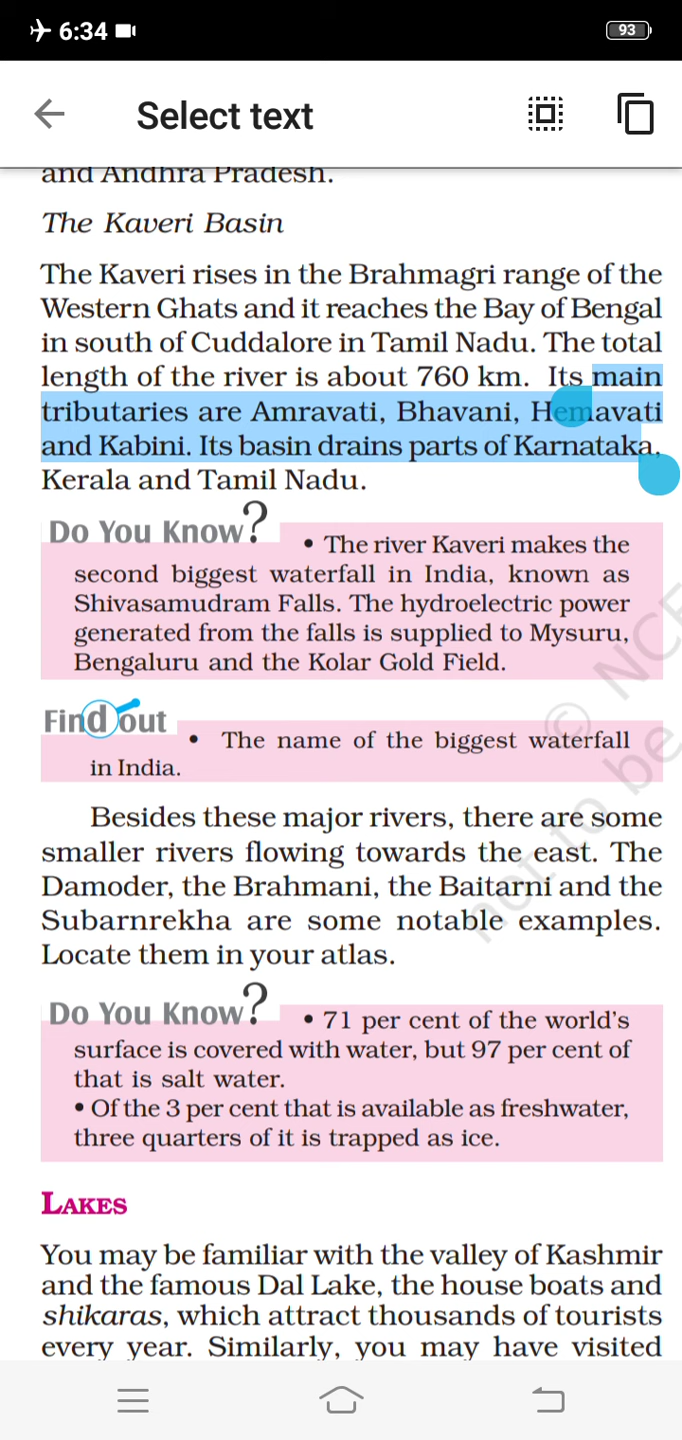 6:34
93
Select text
and Andhra Pradesh.
The Kaveri Basin
The Kaveri rises in the Brahmagri range of the
Western Ghats and it reaches the Bay of Bengal
in south of Cuddalore in Tamil Nadu. The total
length of the river is about 760 km. Its main
tributaries are Amravati, Bhavani, Hemavati
and Kabini. Its basin drains parts of Karnataka,
Kerala and Tamil Nadu.
Do You Know?
• The river Kaveri makes the
second biggest waterfall in India, known as
Shivasamudram Falls. The hydroelectric power
generated from the falls is supplied to Mysuru,
Bengaluru and the Kolar Gold Field.
Find out
• The name of the biggest waterfall
in India.
Besides these major rivers, there are some
smaller rivers flowing towards the east. The
Damoder, the Brahmani, the Baitarni and the
Subarnrekha are some notable examples.
Locate them in your atlas.
Do You Know?
• 71 per cent of the world's
surface is covered with water, but 97 per cent of
that is salt water.
• Of the 3 per cent that is available as freshwater,
three quarters of it is trapped as ice.
LAKES
You may be familiar with the valley of Kashmir
and the famous Dal Lake, the house boats and
shikaras, which attract thousands of tourists
every year. Similarly, you may have visited
© NCE
not to be